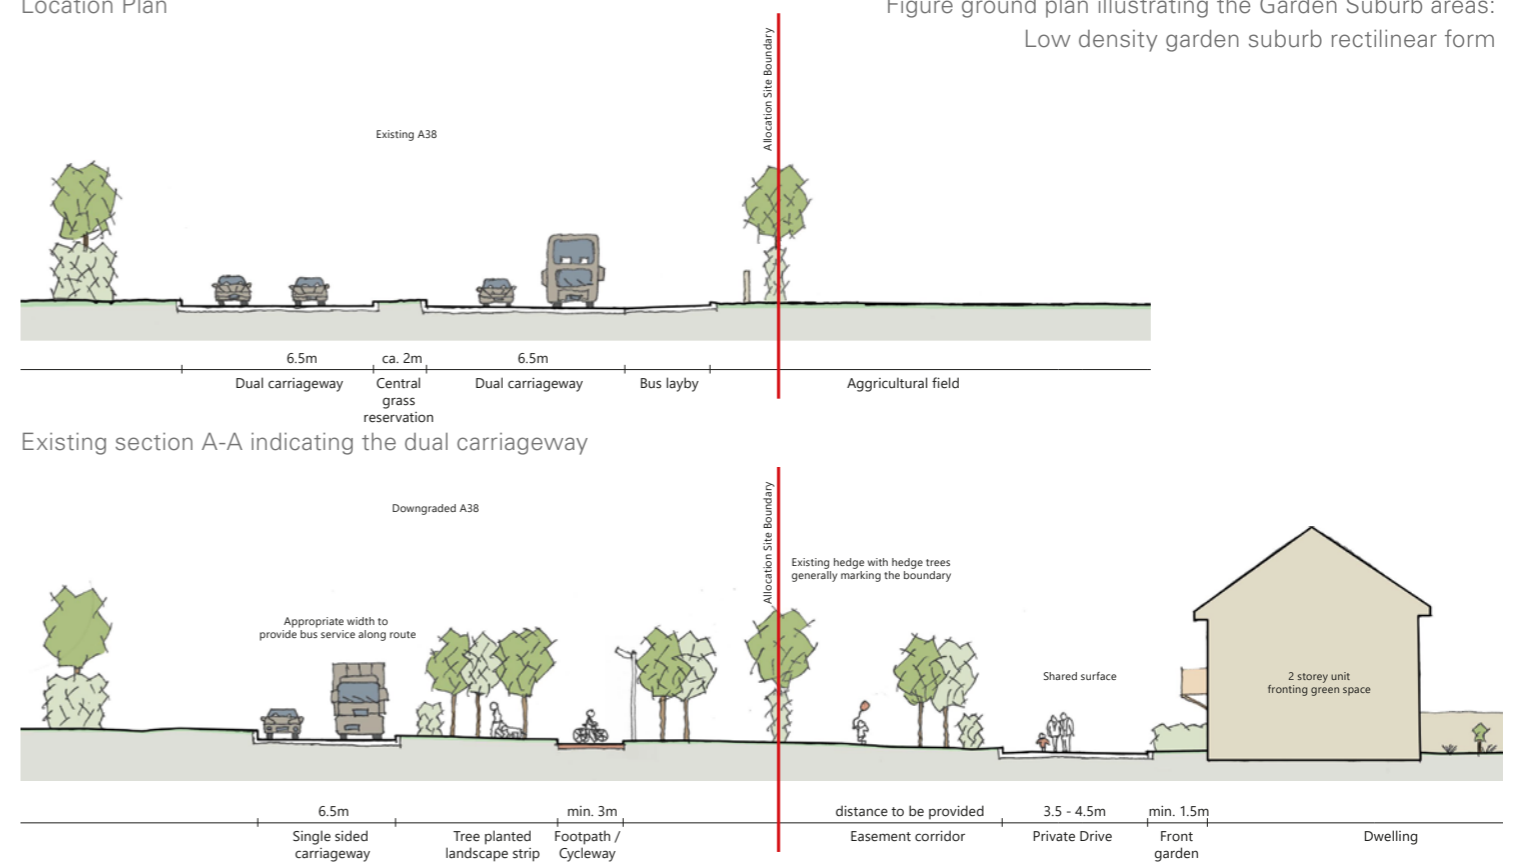 Location Plan
Figure ground plan illustrating the Garden Suburb areas:
Low density garden suburb rectilinear form
Allocation Site Boundary
Existing A38
6.5m
ca. 2m
6.5m
Dual carriageway
Central
grass
reservation
Dual carriageway
Bus layby
Aggricultural field
Existing section A-A indicating the dual carriageway
Allocation Site Boundary
Downgraded A38
Existing hedge with hedge trees
generally marking the boundary
Appropriate width to
provide bus service along route
Shared surface
2 storey unit
fronting green space
6.5m
min. 3m
distance to be provided
3.5 - 4.5m
min. 1.5m
Single sided
carriageway
Tree planted
landscape strip
Footpath /
Cycleway
Easement corridor
Private Drive
Front
garden
Dwelling